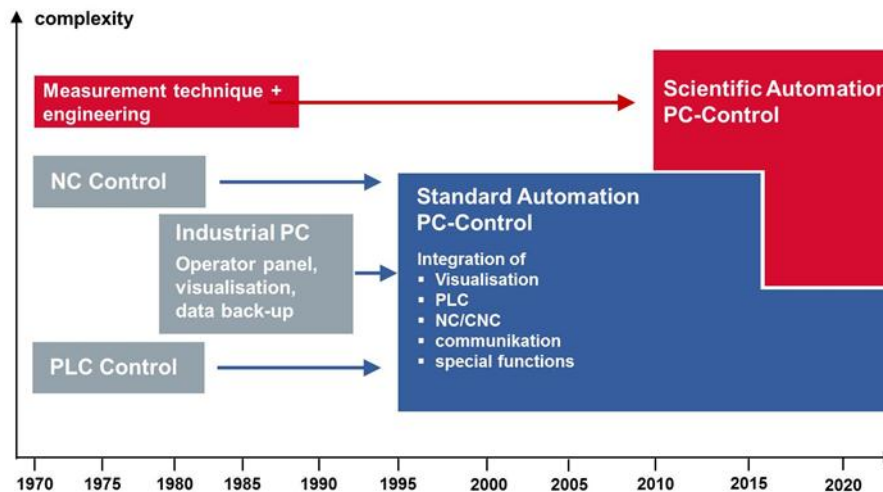 complexity
Measurement technique +
engineering
Scientific Automation
PC-Control
NC Control
Standard Automation
PC-Control
Industrial PC
Operator panel,
visualisation,
data back-up
Integration of
▪ Visualisation
▪ PLC
▪ NC/CNC
▪ communikation
▪ special functions
PLC Control
1970 1975 1980 1985 1990 1995 2000 2005 2010 2015 2020